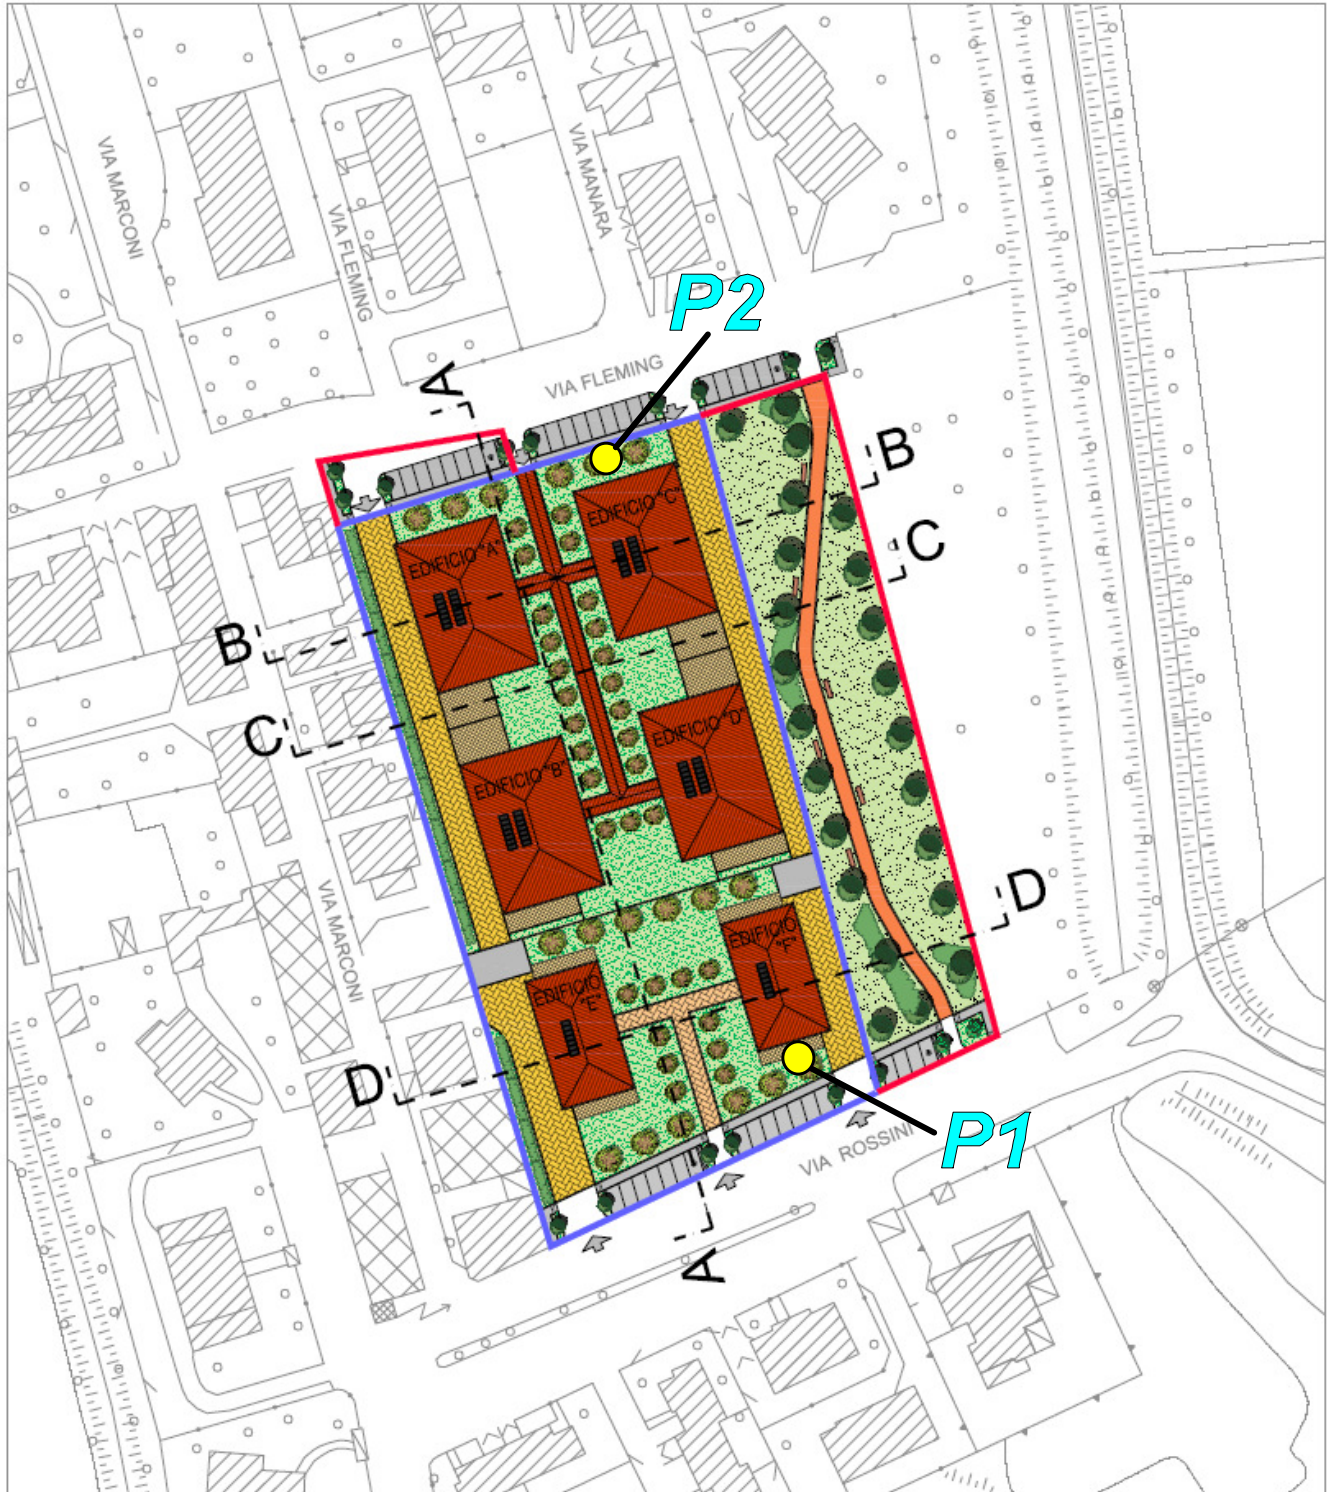 VIA MARCONI
VIA FLEMING
VIA MANARA
P2
VIA FLEMING
A
B
EDIFICIO "C"
C
EDIFICIO "A"
B
C
EDIFICIO "D"
EDIFICIO "B"
D
VIA MARCONI
EDIFICIO
"F"
EDIFICIO
"E"
D
P1
VIA ROSSINI
A